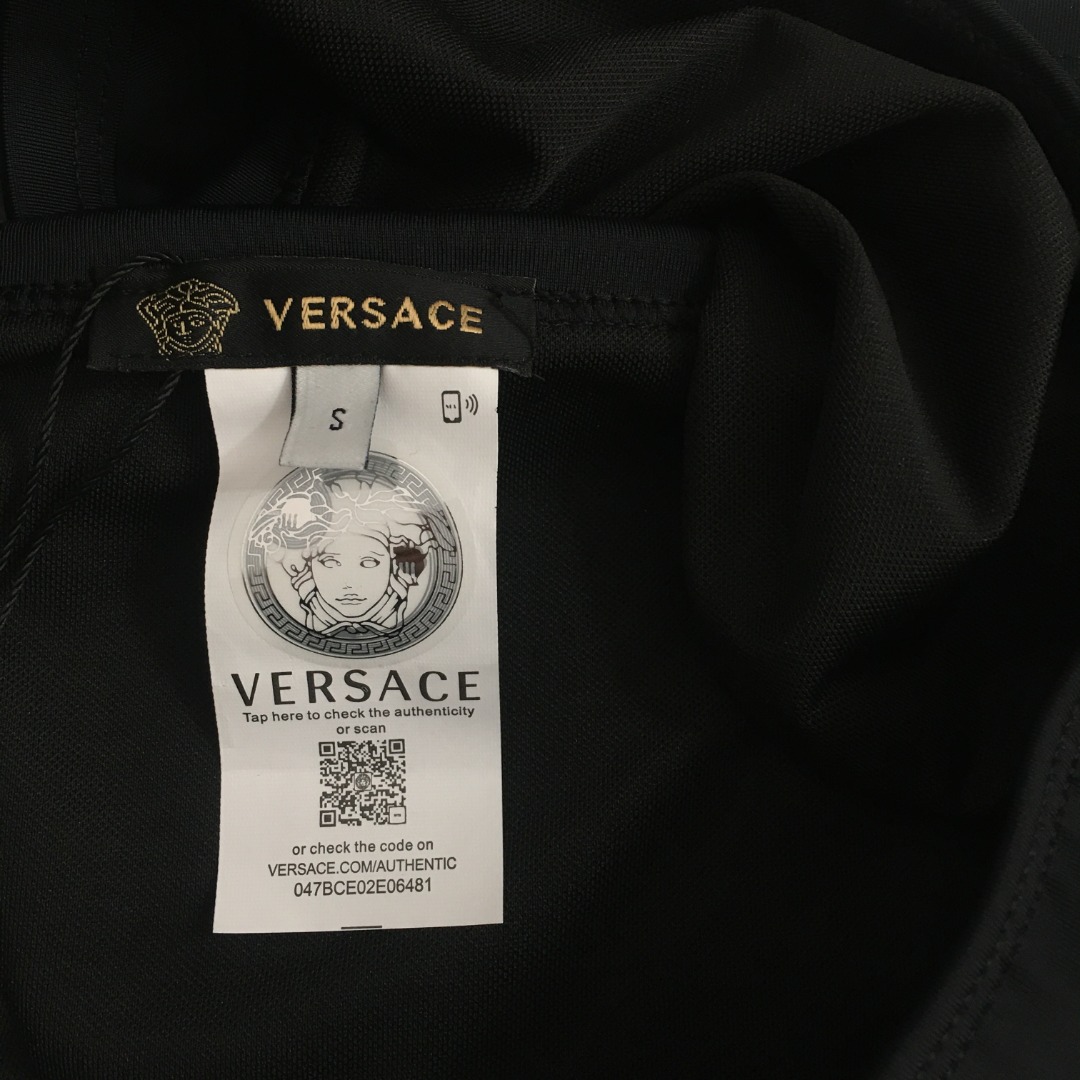 VERSACE
S
VERSACE
Tap here to check the authenticity
or scan
or check the code on
VERSACE.COM/AUTHENTIC
047BCE02E06481